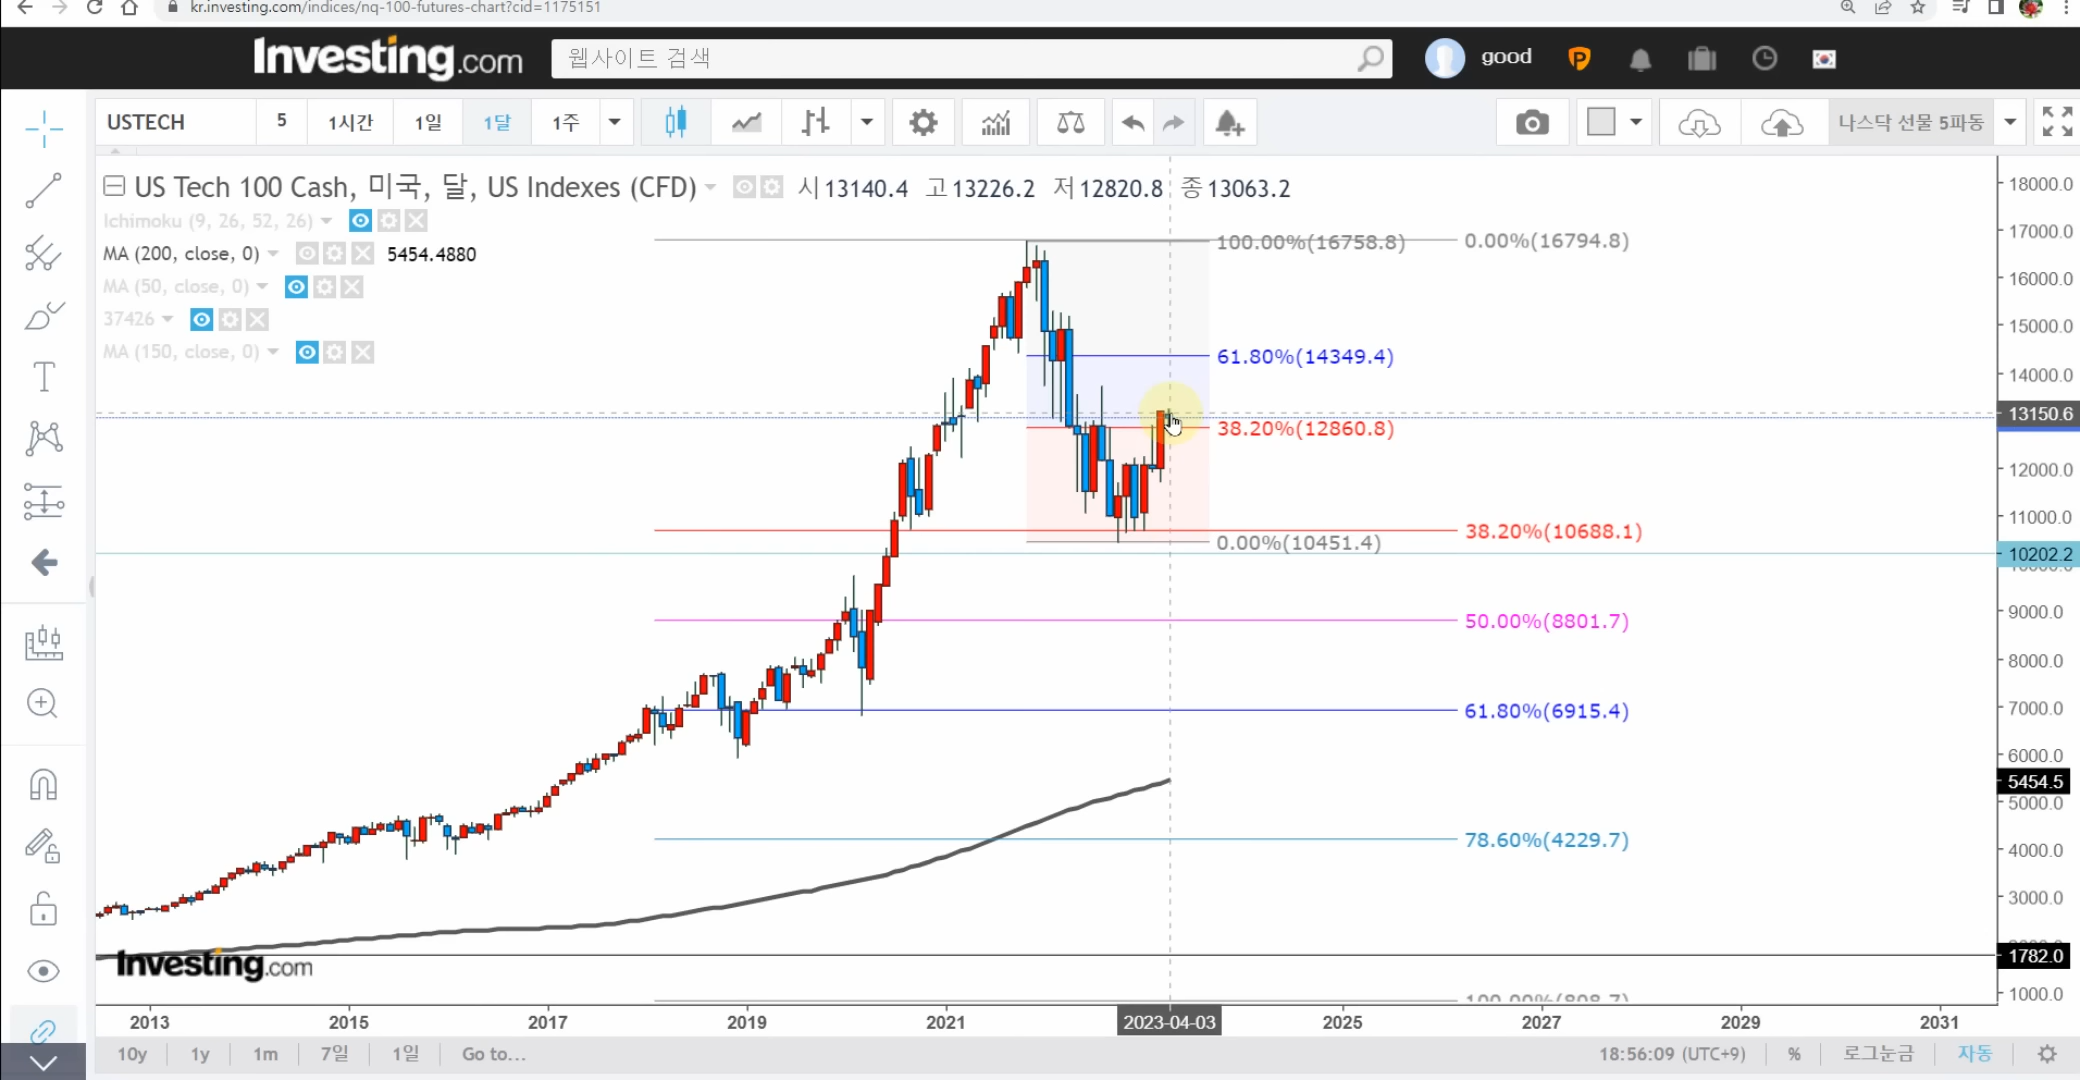 kr.investing.com/indices/nq-100-futures-chart?cid=1175151
Investing.com 웹사이트 검색 good
USTECH 5 1시간 1일 1달 1주 나스닥 선물 5파동
US Tech 100 Cash, 미국, 달, US Indexes (CFD) 시 13140.4 고 13226.2 저 12820.8 종 13063.2
Ichimoku (9, 26, 52, 26)
MA (200, close, 0) 5454.4880
MA (50, close, 0)
37426
MA (150, close, 0)
100.00%(16758.8) 0.00%(16794.8)
61.80%(14349.4)
38.20%(12860.8)
38.20%(10688.1)
0.00%(10451.4)
50.00%(8801.7)
61.80%(6915.4)
78.60%(4229.7)
100.00%(808.7)
18000.0
17000.0
16000.0
15000.0
14000.0
13150.6
12000.0
11000.0
10202.2
10000.0
9000.0
8000.0
7000.0
6000.0
5454.5
5000.0
4000.0
3000.0
1782.0
1000.0
Investing.com
2013 2015 2017 2019 2021 2023-04-03 2025 2027 2029 2031
10y 1y 1m 7일 1일 Go to... 18:56:09 (UTC+9) % 로그눈금 자동